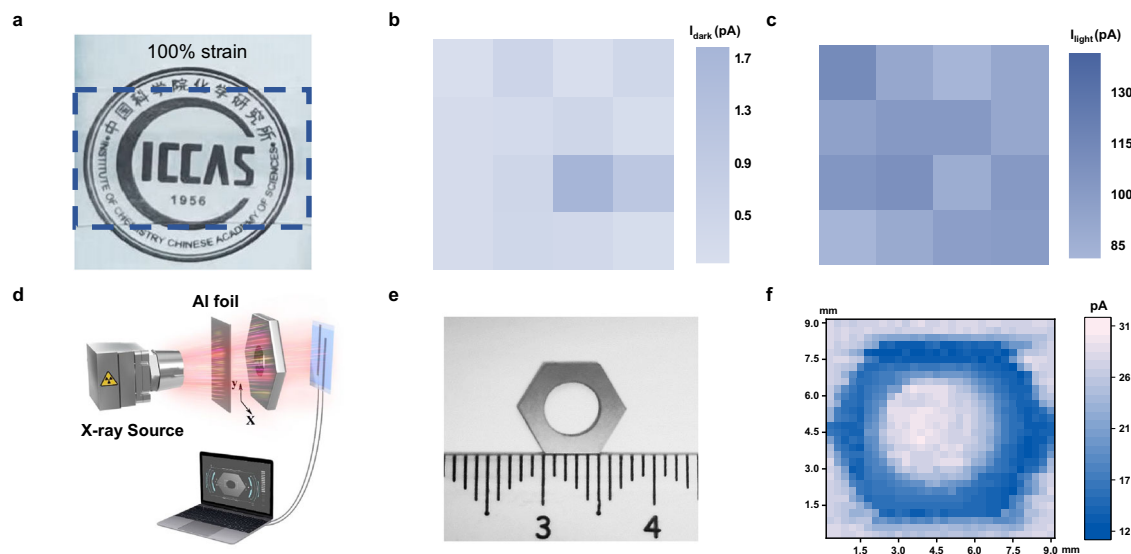 a
100% strain
中国科学院化学研究所
ICCAS
1956
INSTITUTE OF CHEMISTRY CHINESE ACADEMY OF SCIENCES
b
I_dark (pA)
1.7
1.3
0.9
0.5
c
I_light (pA)
130
115
100
85
d
Al foil
y
X
X-ray Source
e
3
4
f
mm
9.0
7.5
6.0
4.5
3.0
1.5
1.5 3.0 4.5 6.0 7.5 9.0 mm
pA
31
26
21
17
12